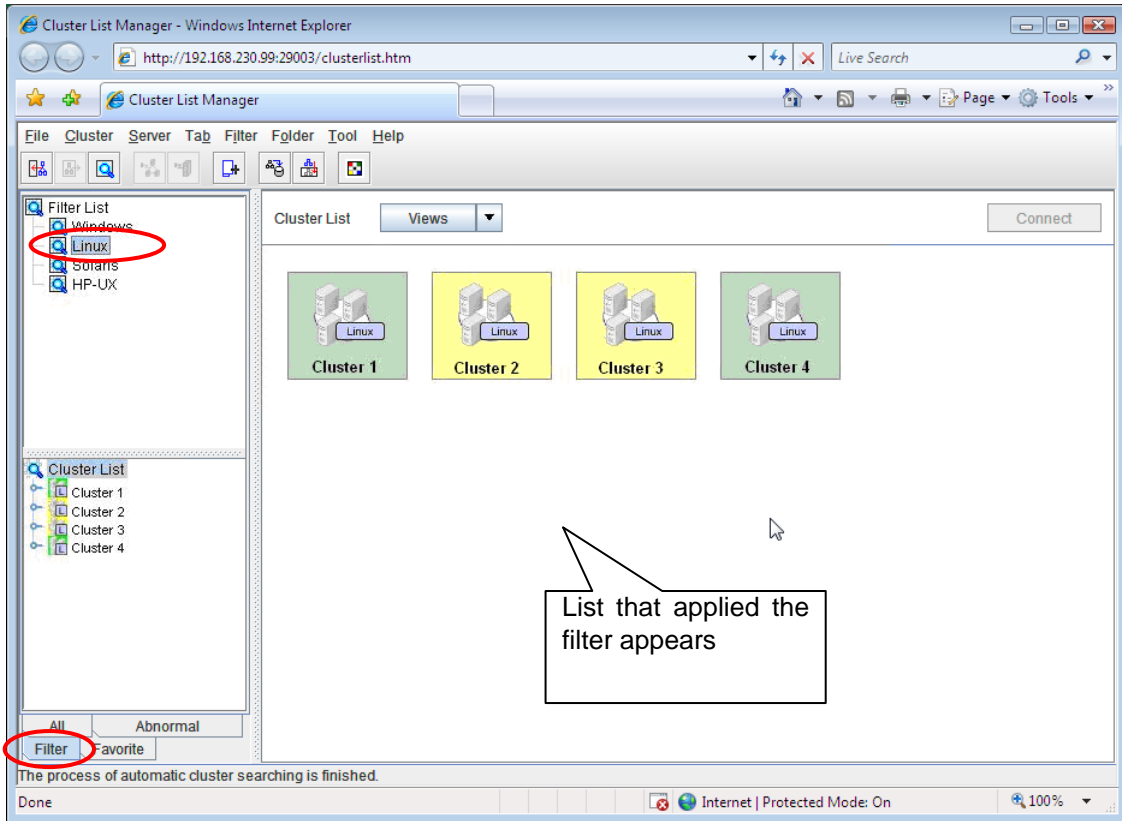 Cluster List Manager - Windows Internet Explorer
http://192.168.230.99:29003/clusterlist.htm
Live Search
Cluster List Manager
Page
Tools
File Cluster Server Tab Filter Folder Tool Help
Filter List
Windows
Linux
Solaris
HP-UX
Cluster List
Views
Connect
Linux
Cluster 1
Linux
Cluster 2
Linux
Cluster 3
Linux
Cluster 4
Cluster List
L Cluster 1
L Cluster 2
L Cluster 3
L Cluster 4
List that applied the
filter appears
All Abnormal
Filter Favorite
The process of automatic cluster searching is finished.
Done
Internet | Protected Mode: On
100%